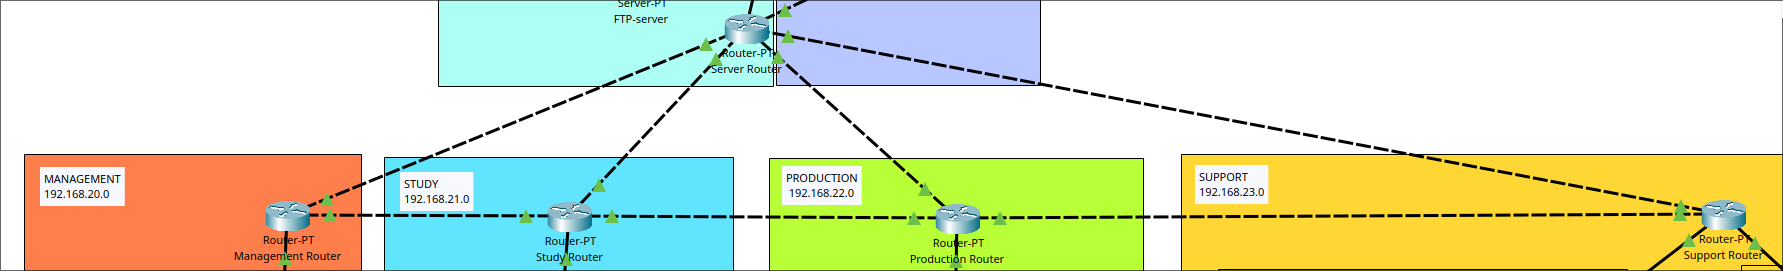 Server-PT
FTP-server
Router-PT
Server Router
MANAGEMENT
192.168.20.0
STUDY
192.168.21.0
PRODUCTION
192.168.22.0
SUPPORT
192.168.23.0
Router-PT
Management Router
Router-PT
Study Router
Router-PT
Production Router
Router-PT
Support Router